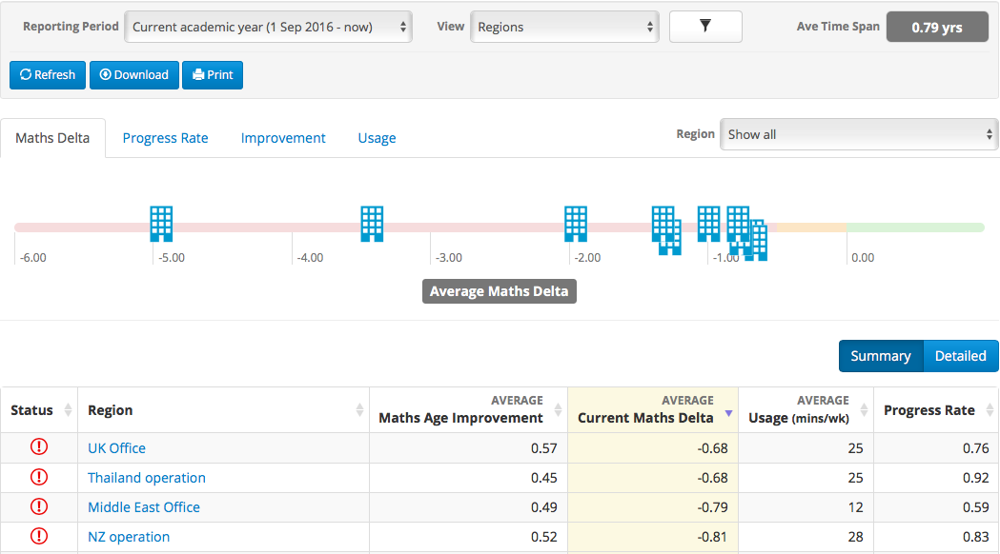 Reporting Period Current academic year (1 Sep 2016 - now) View Regions Ave Time Span 0.79 yrs
Refresh Download Print
Maths Delta Progress Rate Improvement Usage Region Show all
-6.00 -5.00 -4.00 -3.00 -2.00 -1.00 0.00
Average Maths Delta
Summary Detailed
Status Region AVERAGE Maths Age Improvement AVERAGE Current Maths Delta AVERAGE Usage (mins/wk) Progress Rate
UK Office 0.57 -0.68 25 0.76
Thailand operation 0.45 -0.68 25 0.92
Middle East Office 0.49 -0.79 12 0.59
NZ operation 0.52 -0.81 28 0.83